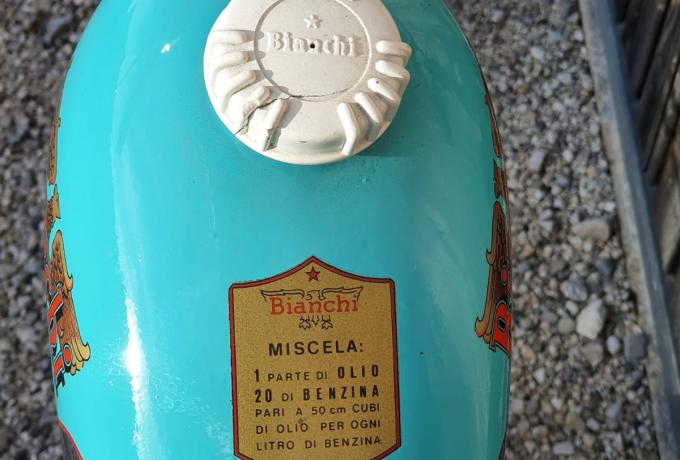 Bianchi
Bianchi
MISCELA:
1 PARTE DI OLIO
20 DI BENZINA
PARI A 50 cm CUBI
DI OLIO PER OGNI
LITRO DI BENZINA